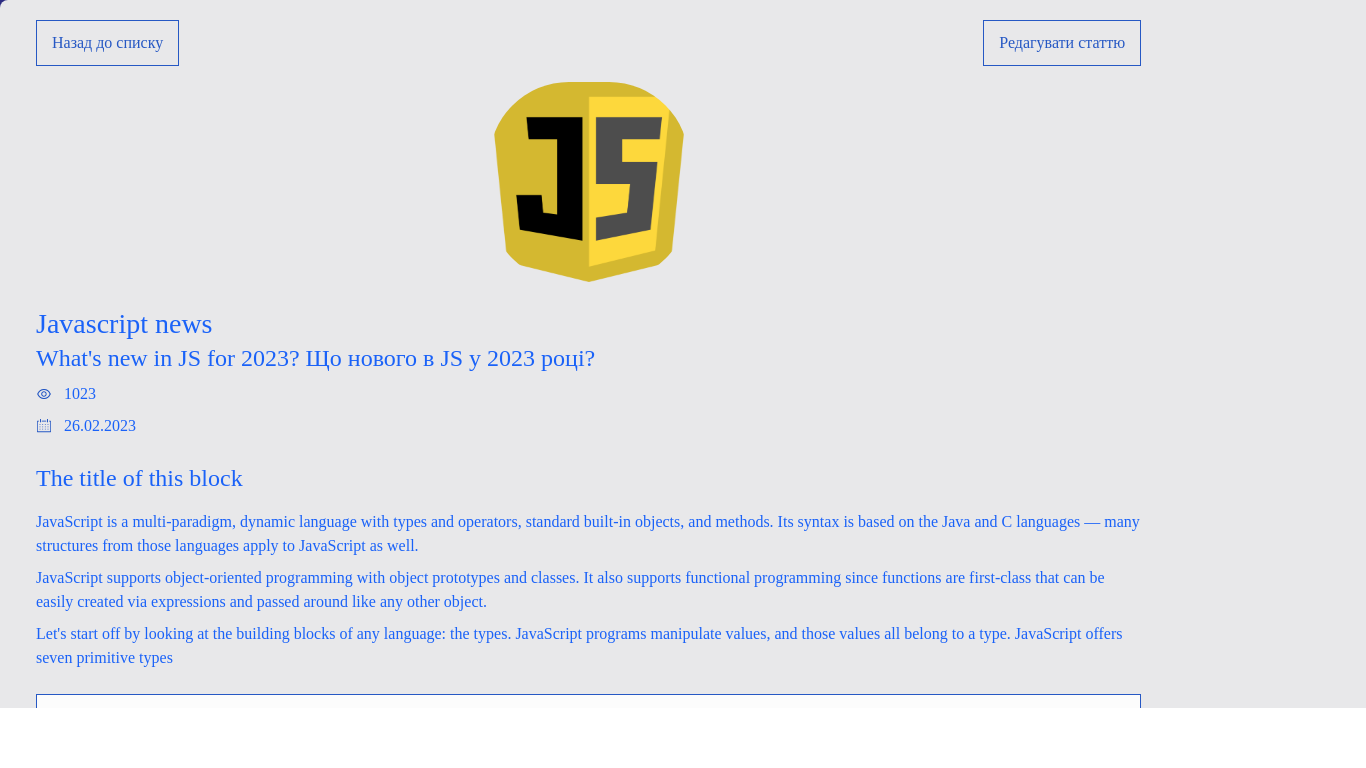 Назад до списку
Редагувати статтю
JS
Javascript news
What's new in JS for 2023? Що нового в JS у 2023 році?
1023
26.02.2023
The title of this block
JavaScript is a multi-paradigm, dynamic language with types and operators, standard built-in objects, and methods. Its syntax is based on the Java and C languages — many
structures from those languages apply to JavaScript as well.
JavaScript supports object-oriented programming with object prototypes and classes. It also supports functional programming since functions are first-class that can be
easily created via expressions and passed around like any other object.
Let's start off by looking at the building blocks of any language: the types. JavaScript programs manipulate values, and those values all belong to a type. JavaScript offers
seven primitive types